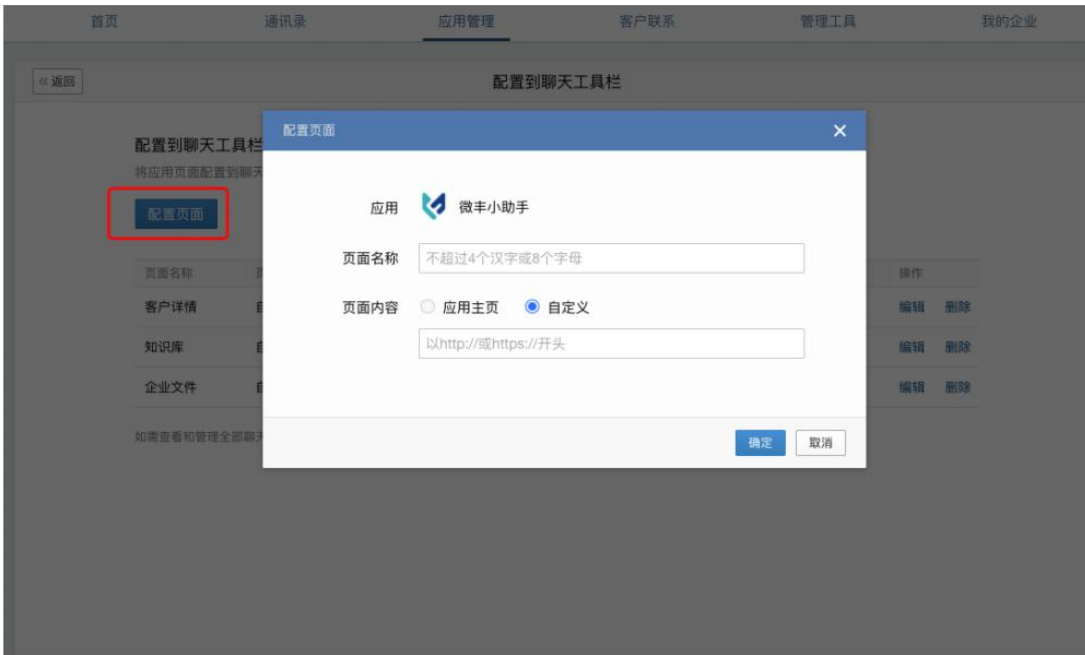 首页 通讯录 应用管理 客户联系 管理工具 我的企业
« 返回 配置到聊天工具栏
配置页面
配置到聊天工具栏
将应用页面配置到聊天
应用 微丰小助手
配置页面
页面名称 不超过4个汉字或8个字母
页面名称 操作
页面内容 应用主页 自定义
客户详情 编辑 删除
以http://或https://开头
知识库 编辑 删除
企业文件 编辑 删除
如需查看和管理全部聊天
确定 取消